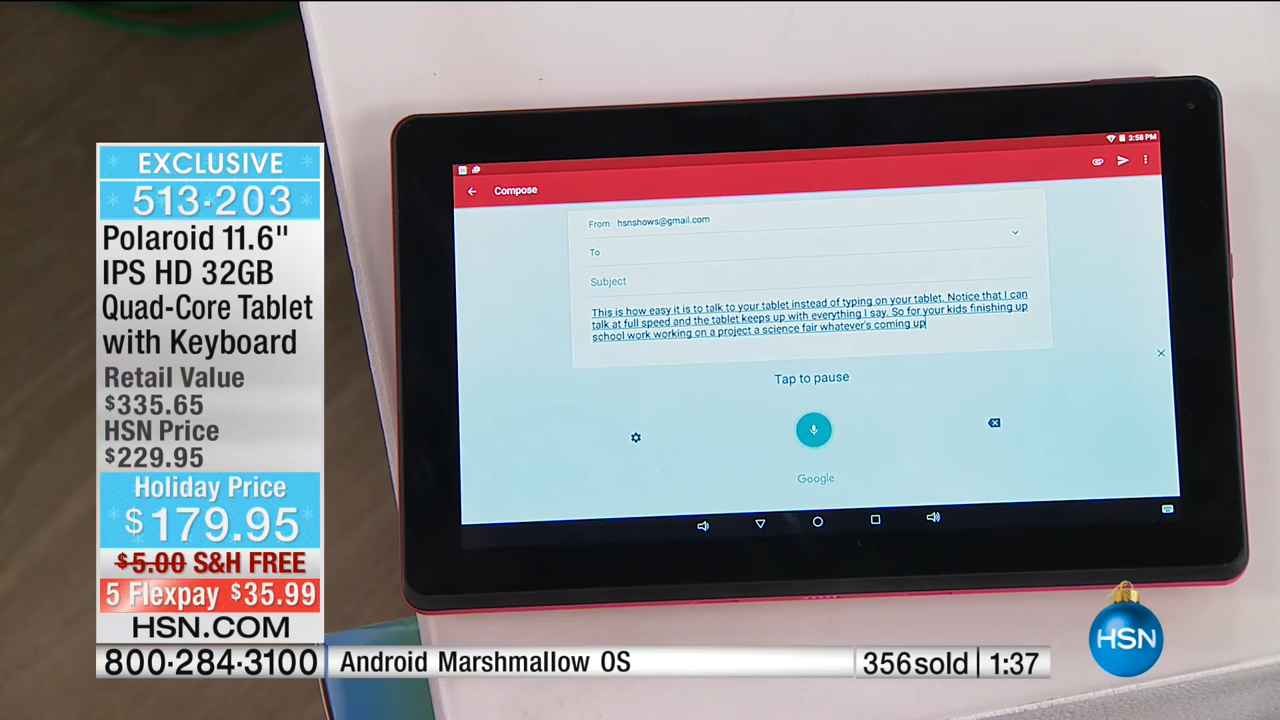 EXCLUSIVE
513-203
Polaroid 11.6"
IPS HD 32GB
Quad-Core Tablet
with Keyboard
Retail Value
$335.65
HSN Price
$229.95
Holiday Price
$179.95
$5.00 S&H FREE
5 Flexpay $35.99
HSN.COM
800-284-3100
Android Marshmallow OS
356sold
1:37
HSN
3:58 PM
Compose
From hsnshows@gmail.com
To
Subject
This is how easy it is to talk to your tablet instead of typing on your tablet. Notice that I can
talk at full speed and the tablet keeps up with everything I say. So for your kids finishing up
school work working on a project a science fair whatever's coming up
Tap to pause
Google